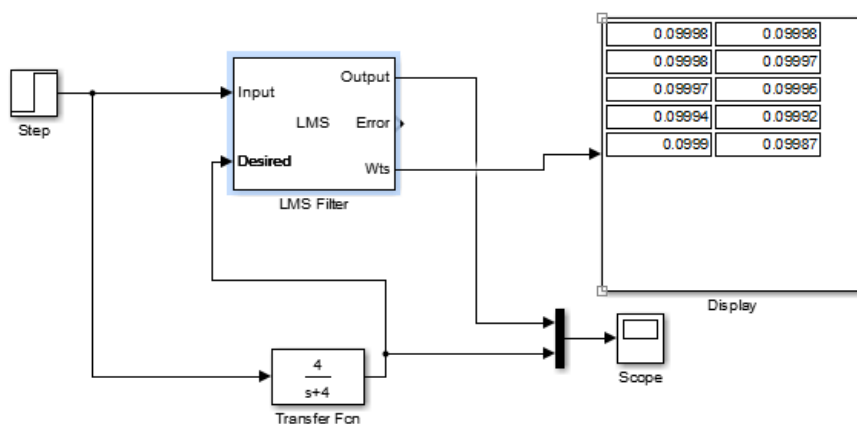 Step
Input
Output
LMS
Error
Desired
Wts
LMS Filter
0.09998 0.09998
0.09998 0.09997
0.09997 0.09995
0.09994 0.09992
0.0999 0.09987
Display
4
s+4
Transfer Fcn
Scope